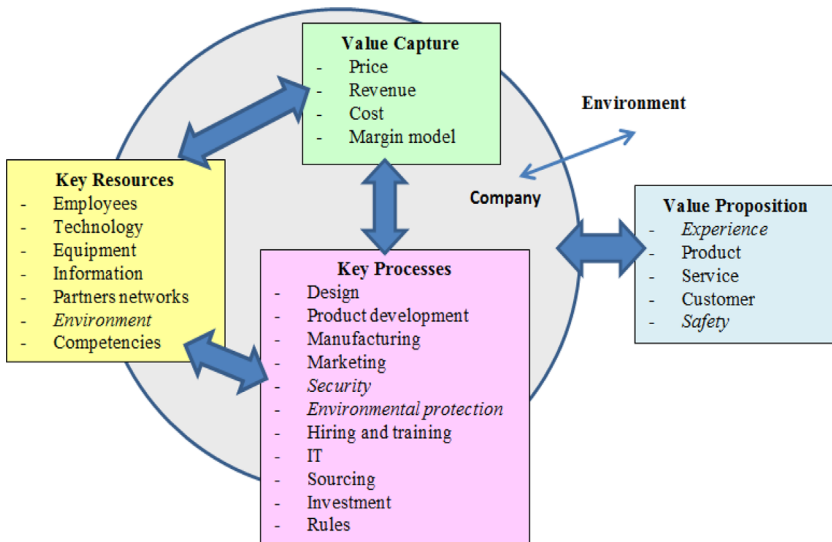 Value Capture
- Price
- Revenue
- Cost
- Margin model
Environment
Company
Key Resources
- Employees
- Technology
- Equipment
- Information
- Partners networks
- Environment
- Competencies
Value Proposition
- Experience
- Product
- Service
- Customer
- Safety
Key Processes
- Design
- Product development
- Manufacturing
- Marketing
- Security
- Environmental protection
- Hiring and training
- IT
- Sourcing
- Investment
- Rules